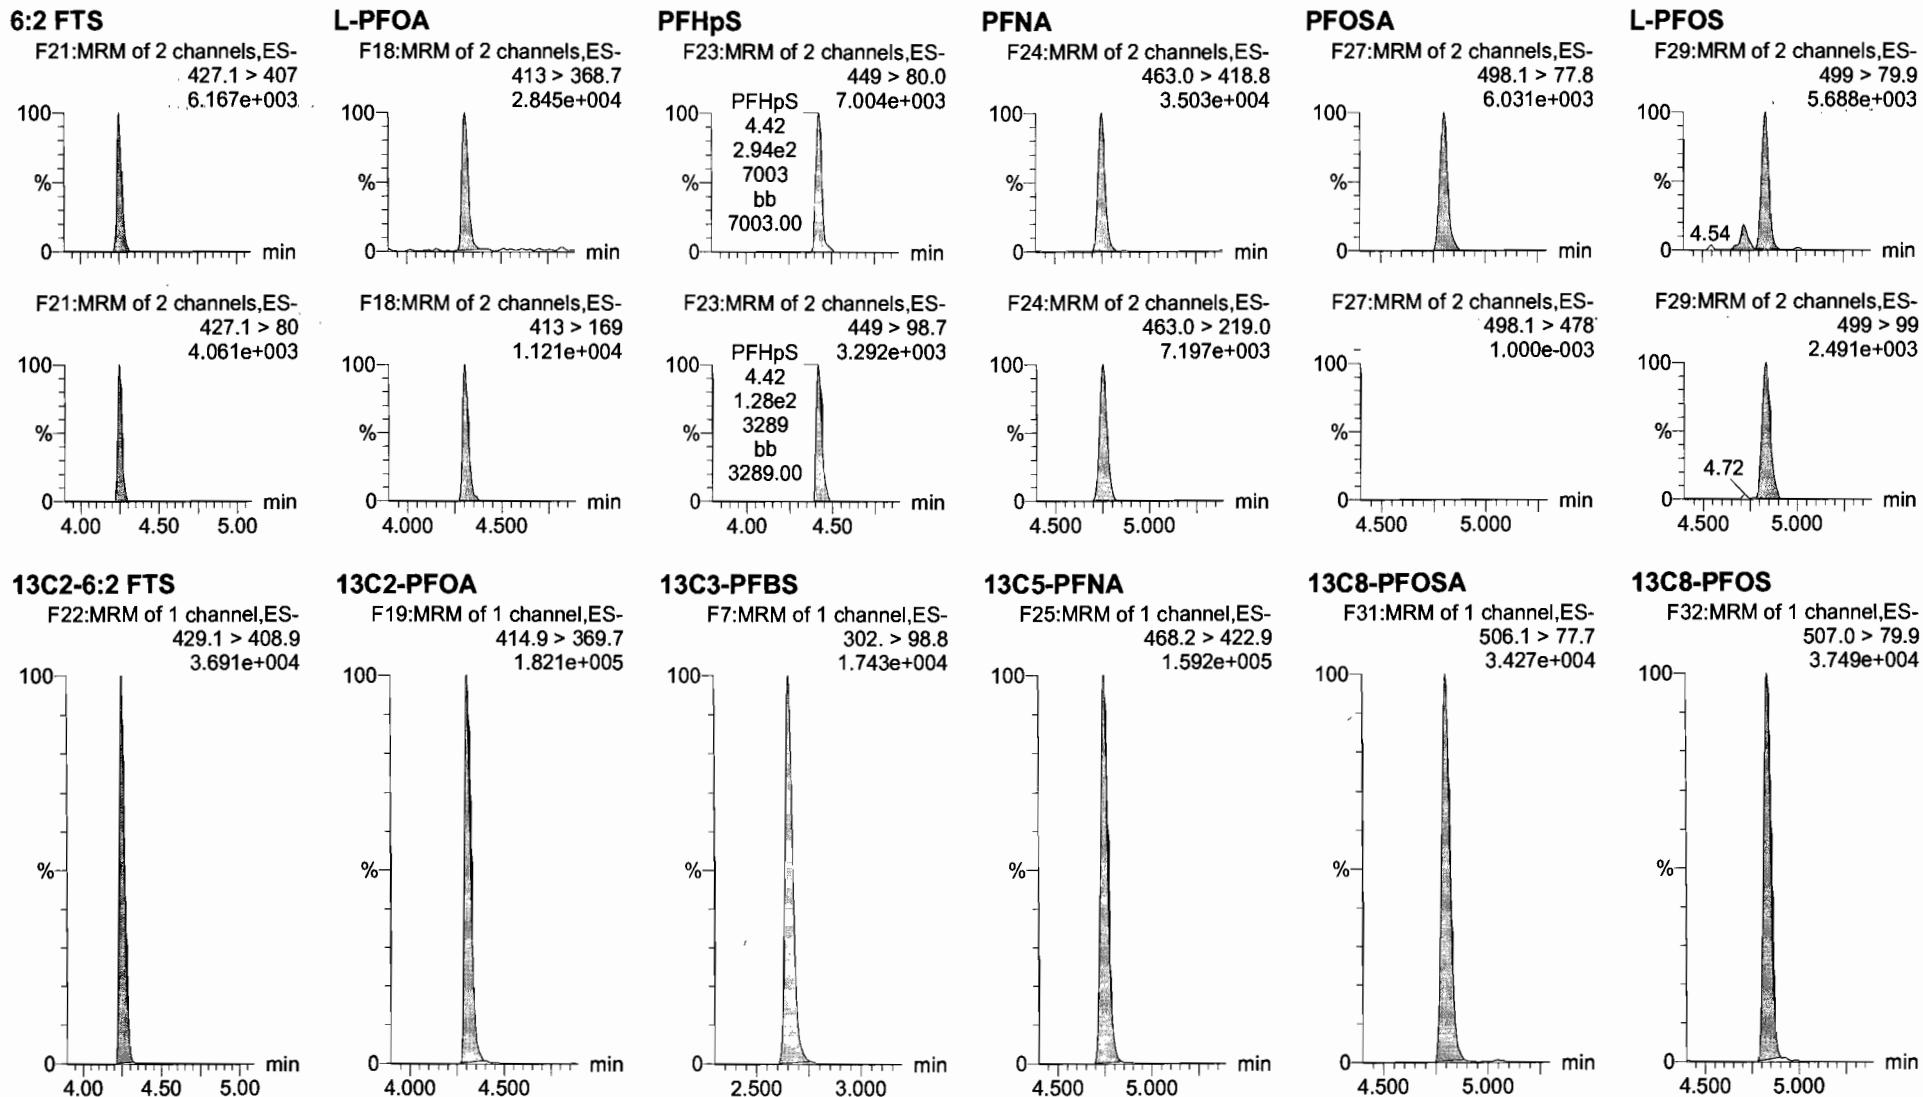 6:2 FTS
F21:MRM of 2 channels,ES-
427.1 > 407
6.167e+003
100
%
0
min
F21:MRM of 2 channels,ES-
427.1 > 80
4.061e+003
100
%
0
min
4.00 4.50 5.00
L-PFOA
F18:MRM of 2 channels,ES-
413 > 368.7
2.845e+004
100
%
0
min
F18:MRM of 2 channels,ES-
413 > 169
1.121e+004
100
%
0
min
4.000 4.500
PFHpS
F23:MRM of 2 channels,ES-
449 > 80.0
7.004e+003
100
PFHpS
4.42
2.94e2
7003
bb
7003.00
%
0
min
F23:MRM of 2 channels,ES-
449 > 98.7
3.292e+003
100
PFHpS
4.42
1.28e2
3289
bb
3289.00
%
0
min
4.00 4.50
PFNA
F24:MRM of 2 channels,ES-
463.0 > 418.8
3.503e+004
100
%
0
min
F24:MRM of 2 channels,ES-
463.0 > 219.0
7.197e+003
100
%
0
min
4.500 5.000
PFOSA
F27:MRM of 2 channels,ES-
498.1 > 77.8
6.031e+003
100
%
0
min
F27:MRM of 2 channels,ES-
498.1 > 478
1.000e-003
100
%
0
min
4.500 5.000
L-PFOS
F29:MRM of 2 channels,ES-
499 > 79.9
5.688e+003
100
%
4.54
0
min
F29:MRM of 2 channels,ES-
499 > 99
2.491e+003
100
%
4.72
0
min
4.500 5.000
13C2-6:2 FTS
F22:MRM of 1 channel,ES-
429.1 > 408.9
3.691e+004
100
%
0
min
4.00 4.50 5.00
13C2-PFOA
F19:MRM of 1 channel,ES-
414.9 > 369.7
1.821e+005
100
%
0
min
4.000 4.500
13C3-PFBS
F7:MRM of 1 channel,ES-
302. > 98.8
1.743e+004
100
%
0
min
2.500 3.000
13C5-PFNA
F25:MRM of 1 channel,ES-
468.2 > 422.9
1.592e+005
100
%
0
min
4.500 5.000
13C8-PFOSA
F31:MRM of 1 channel,ES-
506.1 > 77.7
3.427e+004
100
%
0
min
4.500 5.000
13C8-PFOS
F32:MRM of 1 channel,ES-
507.0 > 79.9
3.749e+004
100
%
0
min
4.500 5.000